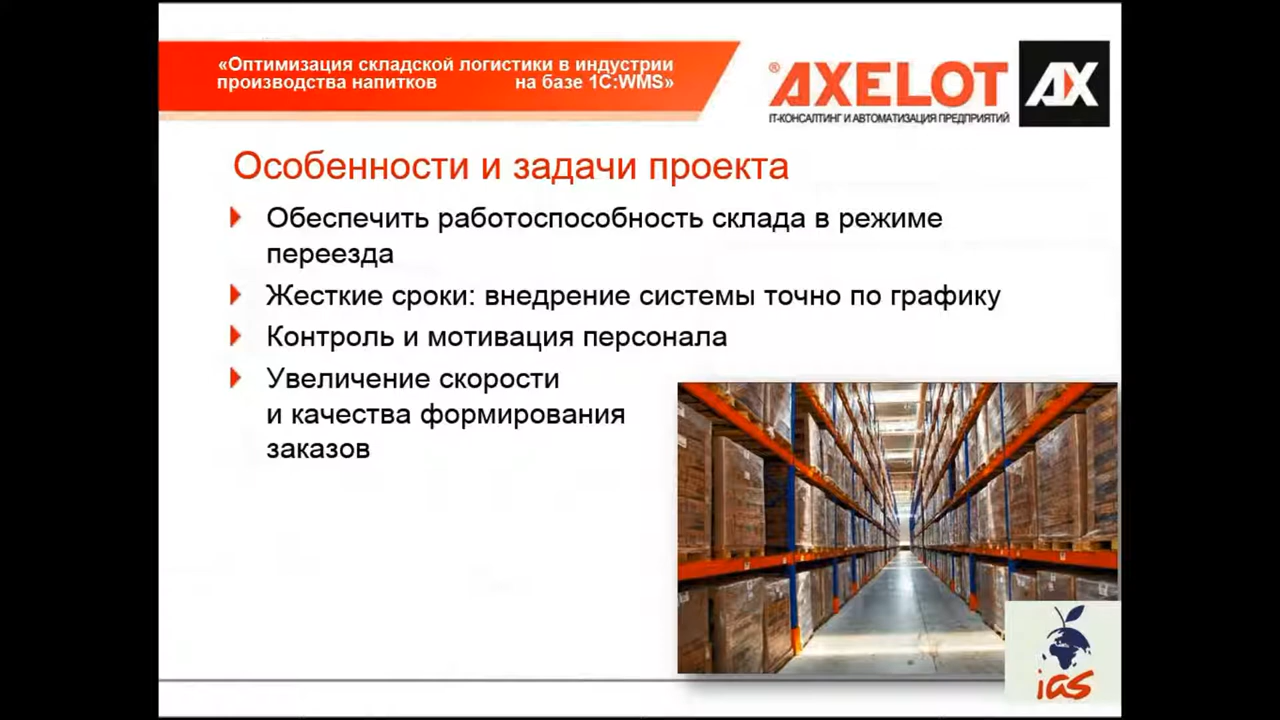 «Оптимизация складской логистики в индустрии
производства напитков на базе 1С:WMS»
®AXELOT AX
IT-КОНСАЛТИНГ И АВТОМАТИЗАЦИЯ ПРЕДПРИЯТИЙ
Особенности и задачи проекта
Обеспечить работоспособность склада в режиме
переезда
Жесткие сроки: внедрение системы точно по графику
Контроль и мотивация персонала
Увеличение скорости
и качества формирования
заказов
ias